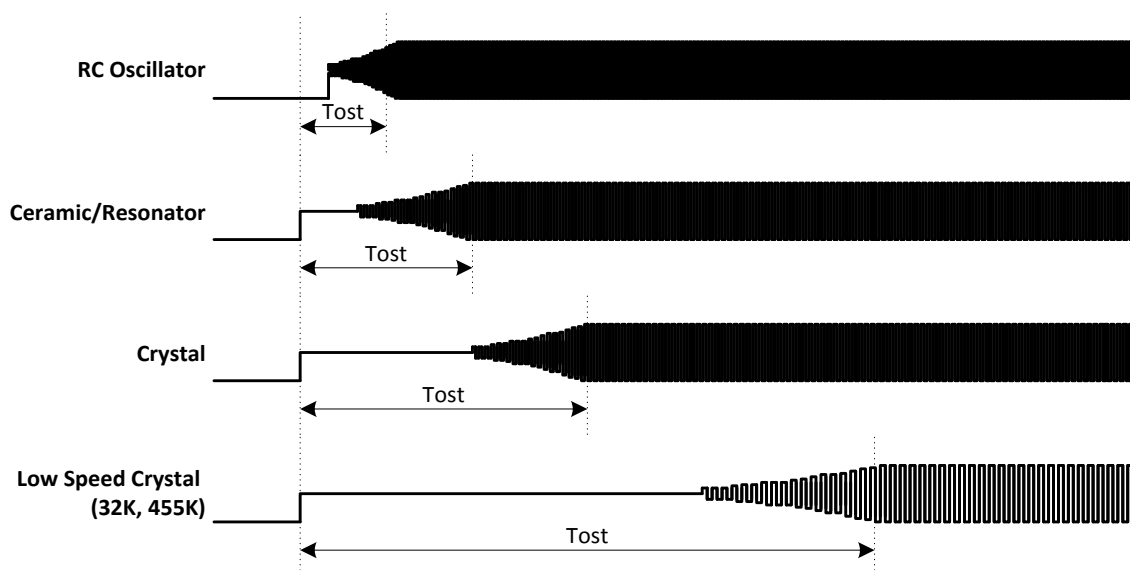 RC Oscillator
Tost
Ceramic/Resonator
Tost
Crystal
Tost
Low Speed Crystal
(32K, 455K)
Tost